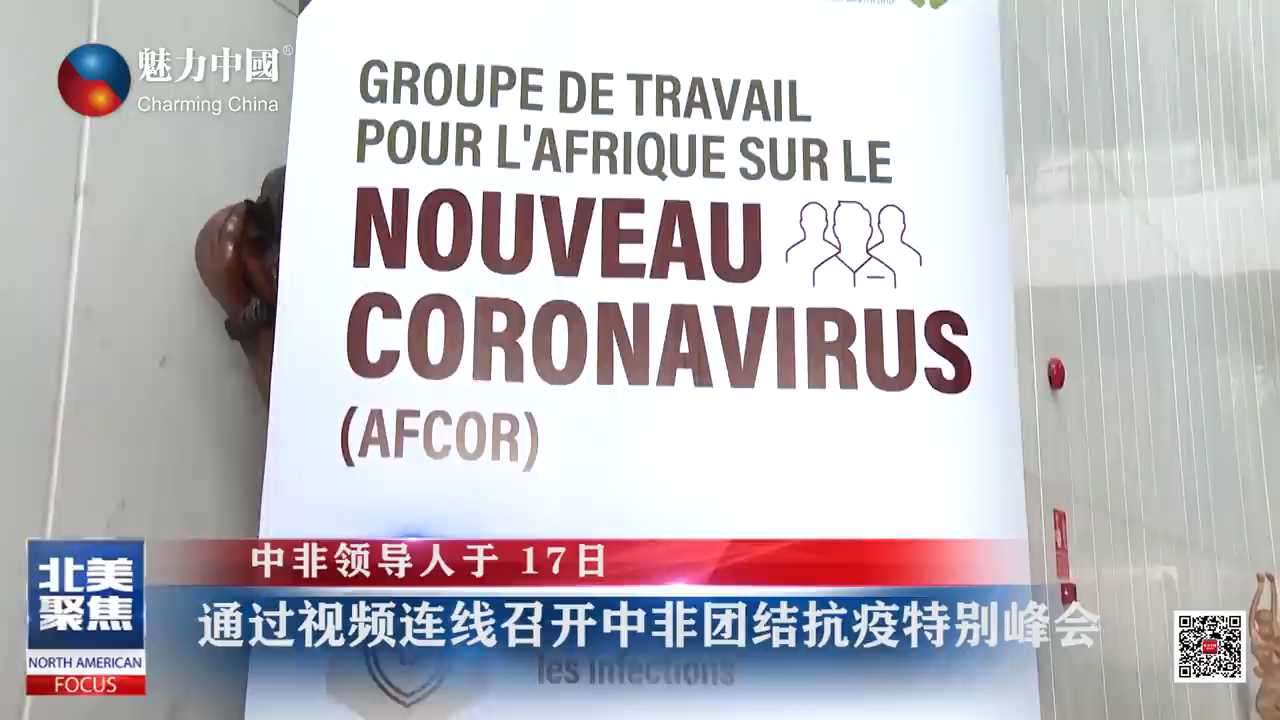 魅力中國®
Charming China
GROUPE DE TRAVAIL
POUR L'AFRIQUE SUR LE
NOUVEAU
CORONAVIRUS
(AFCOR)
中非领导人于 17日
北美
聚焦
通过视频连线召开中非团结抗疫特别峰会
NORTH AMERICAN
FOCUS
les infections